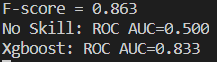 F-score = 0.863
No Skill: ROC AUC=0.500
Xgboost: ROC AUC=0.833